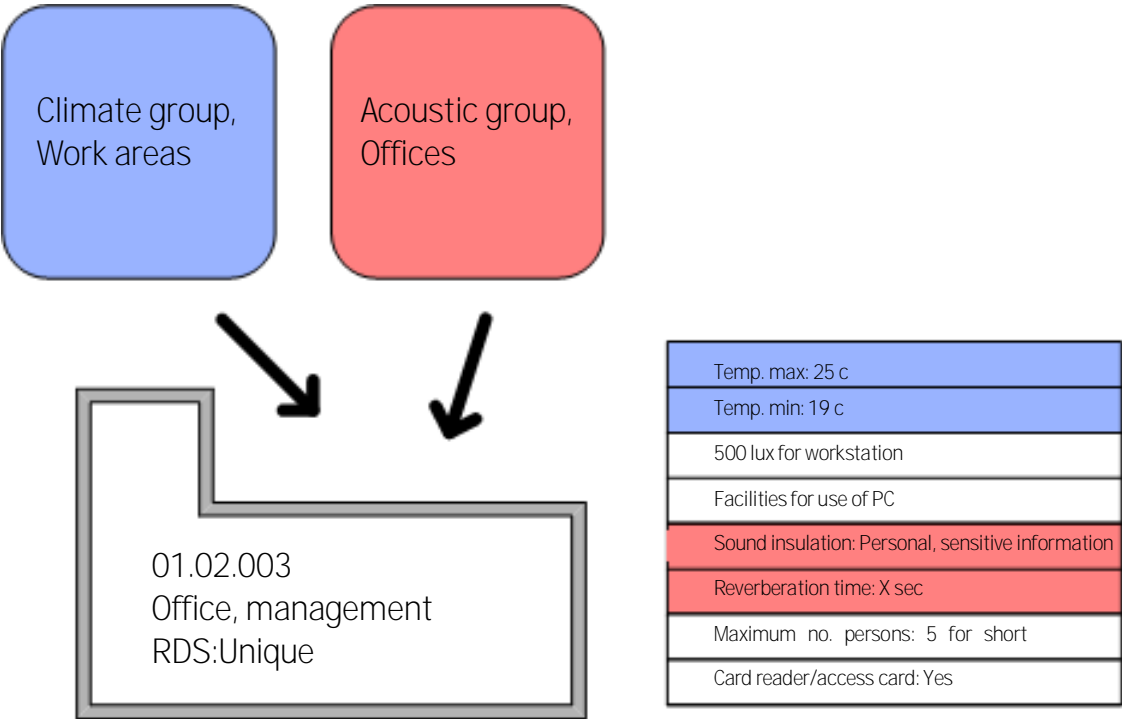 Climate group,
Work areas
Acoustic group,
Offices
01.02.003
Office, management
RDS:Unique
Temp. max: 25 c
Temp. min: 19 c
500 lux for workstation
Facilities for use of PC
Sound insulation: Personal, sensitive information
Reverberation time: X sec
Maximum no. persons: 5 for short
Card reader/access card: Yes